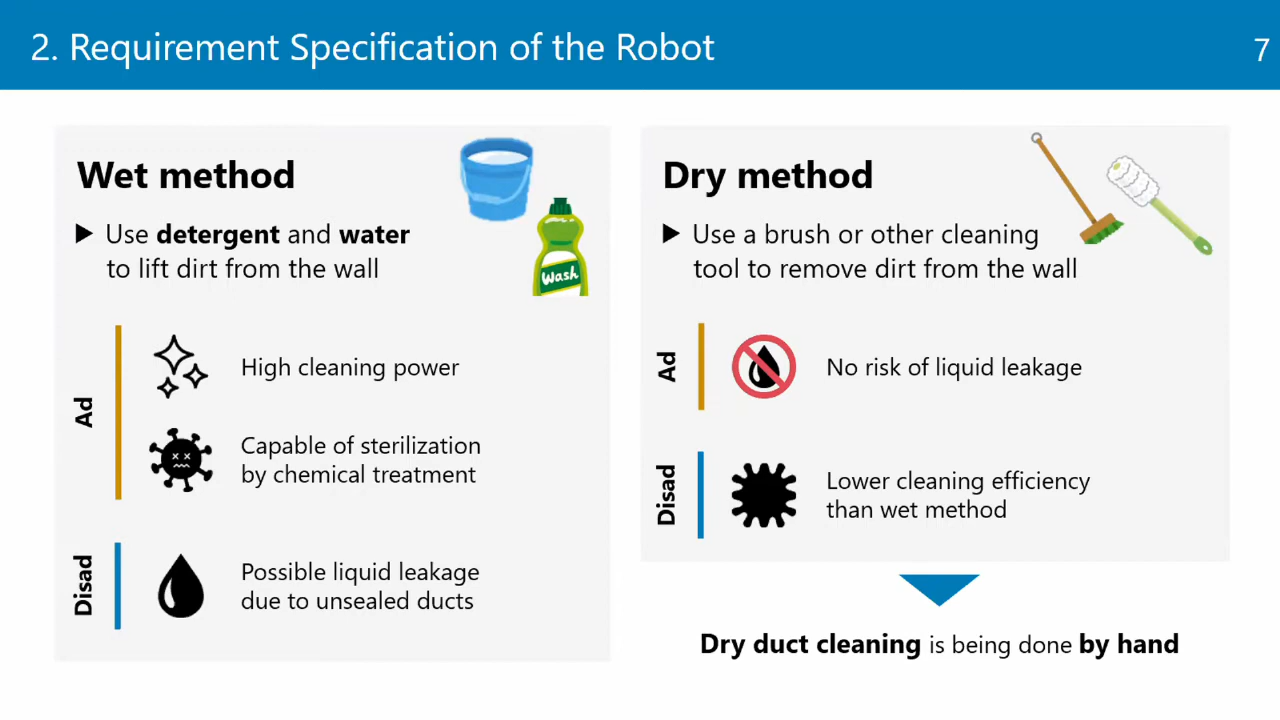 2. Requirement Specification of the Robot
7
Wet method
▶ Use detergent and water
to lift dirt from the wall
Wash
Ad
High cleaning power
Capable of sterilization
by chemical treatment
Disad
Possible liquid leakage
due to unsealed ducts
Dry method
▶ Use a brush or other cleaning
tool to remove dirt from the wall
Ad
No risk of liquid leakage
Disad
Lower cleaning efficiency
than wet method
Dry duct cleaning is being done by hand